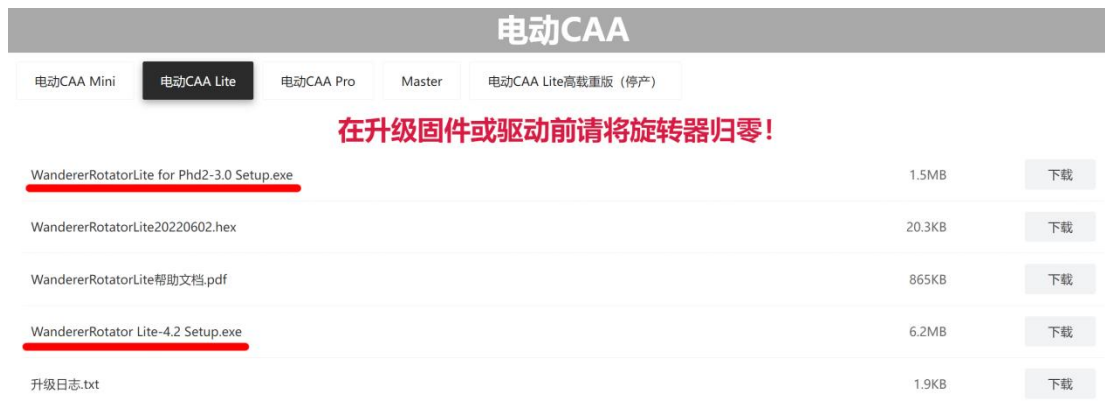 电动CAA
电动CAA Mini 电动CAA Lite 电动CAA Pro Master 电动CAA Lite高载重版（停产）
在升级固件或驱动前请将旋转器归零！
WandererRotatorLite for Phd2-3.0 Setup.exe 1.5MB 下载
WandererRotatorLite20220602.hex 20.3KB 下载
WandererRotatorLite帮助文档.pdf 865KB 下载
WandererRotator Lite-4.2 Setup.exe 6.2MB 下载
升级日志.txt 1.9KB 下载